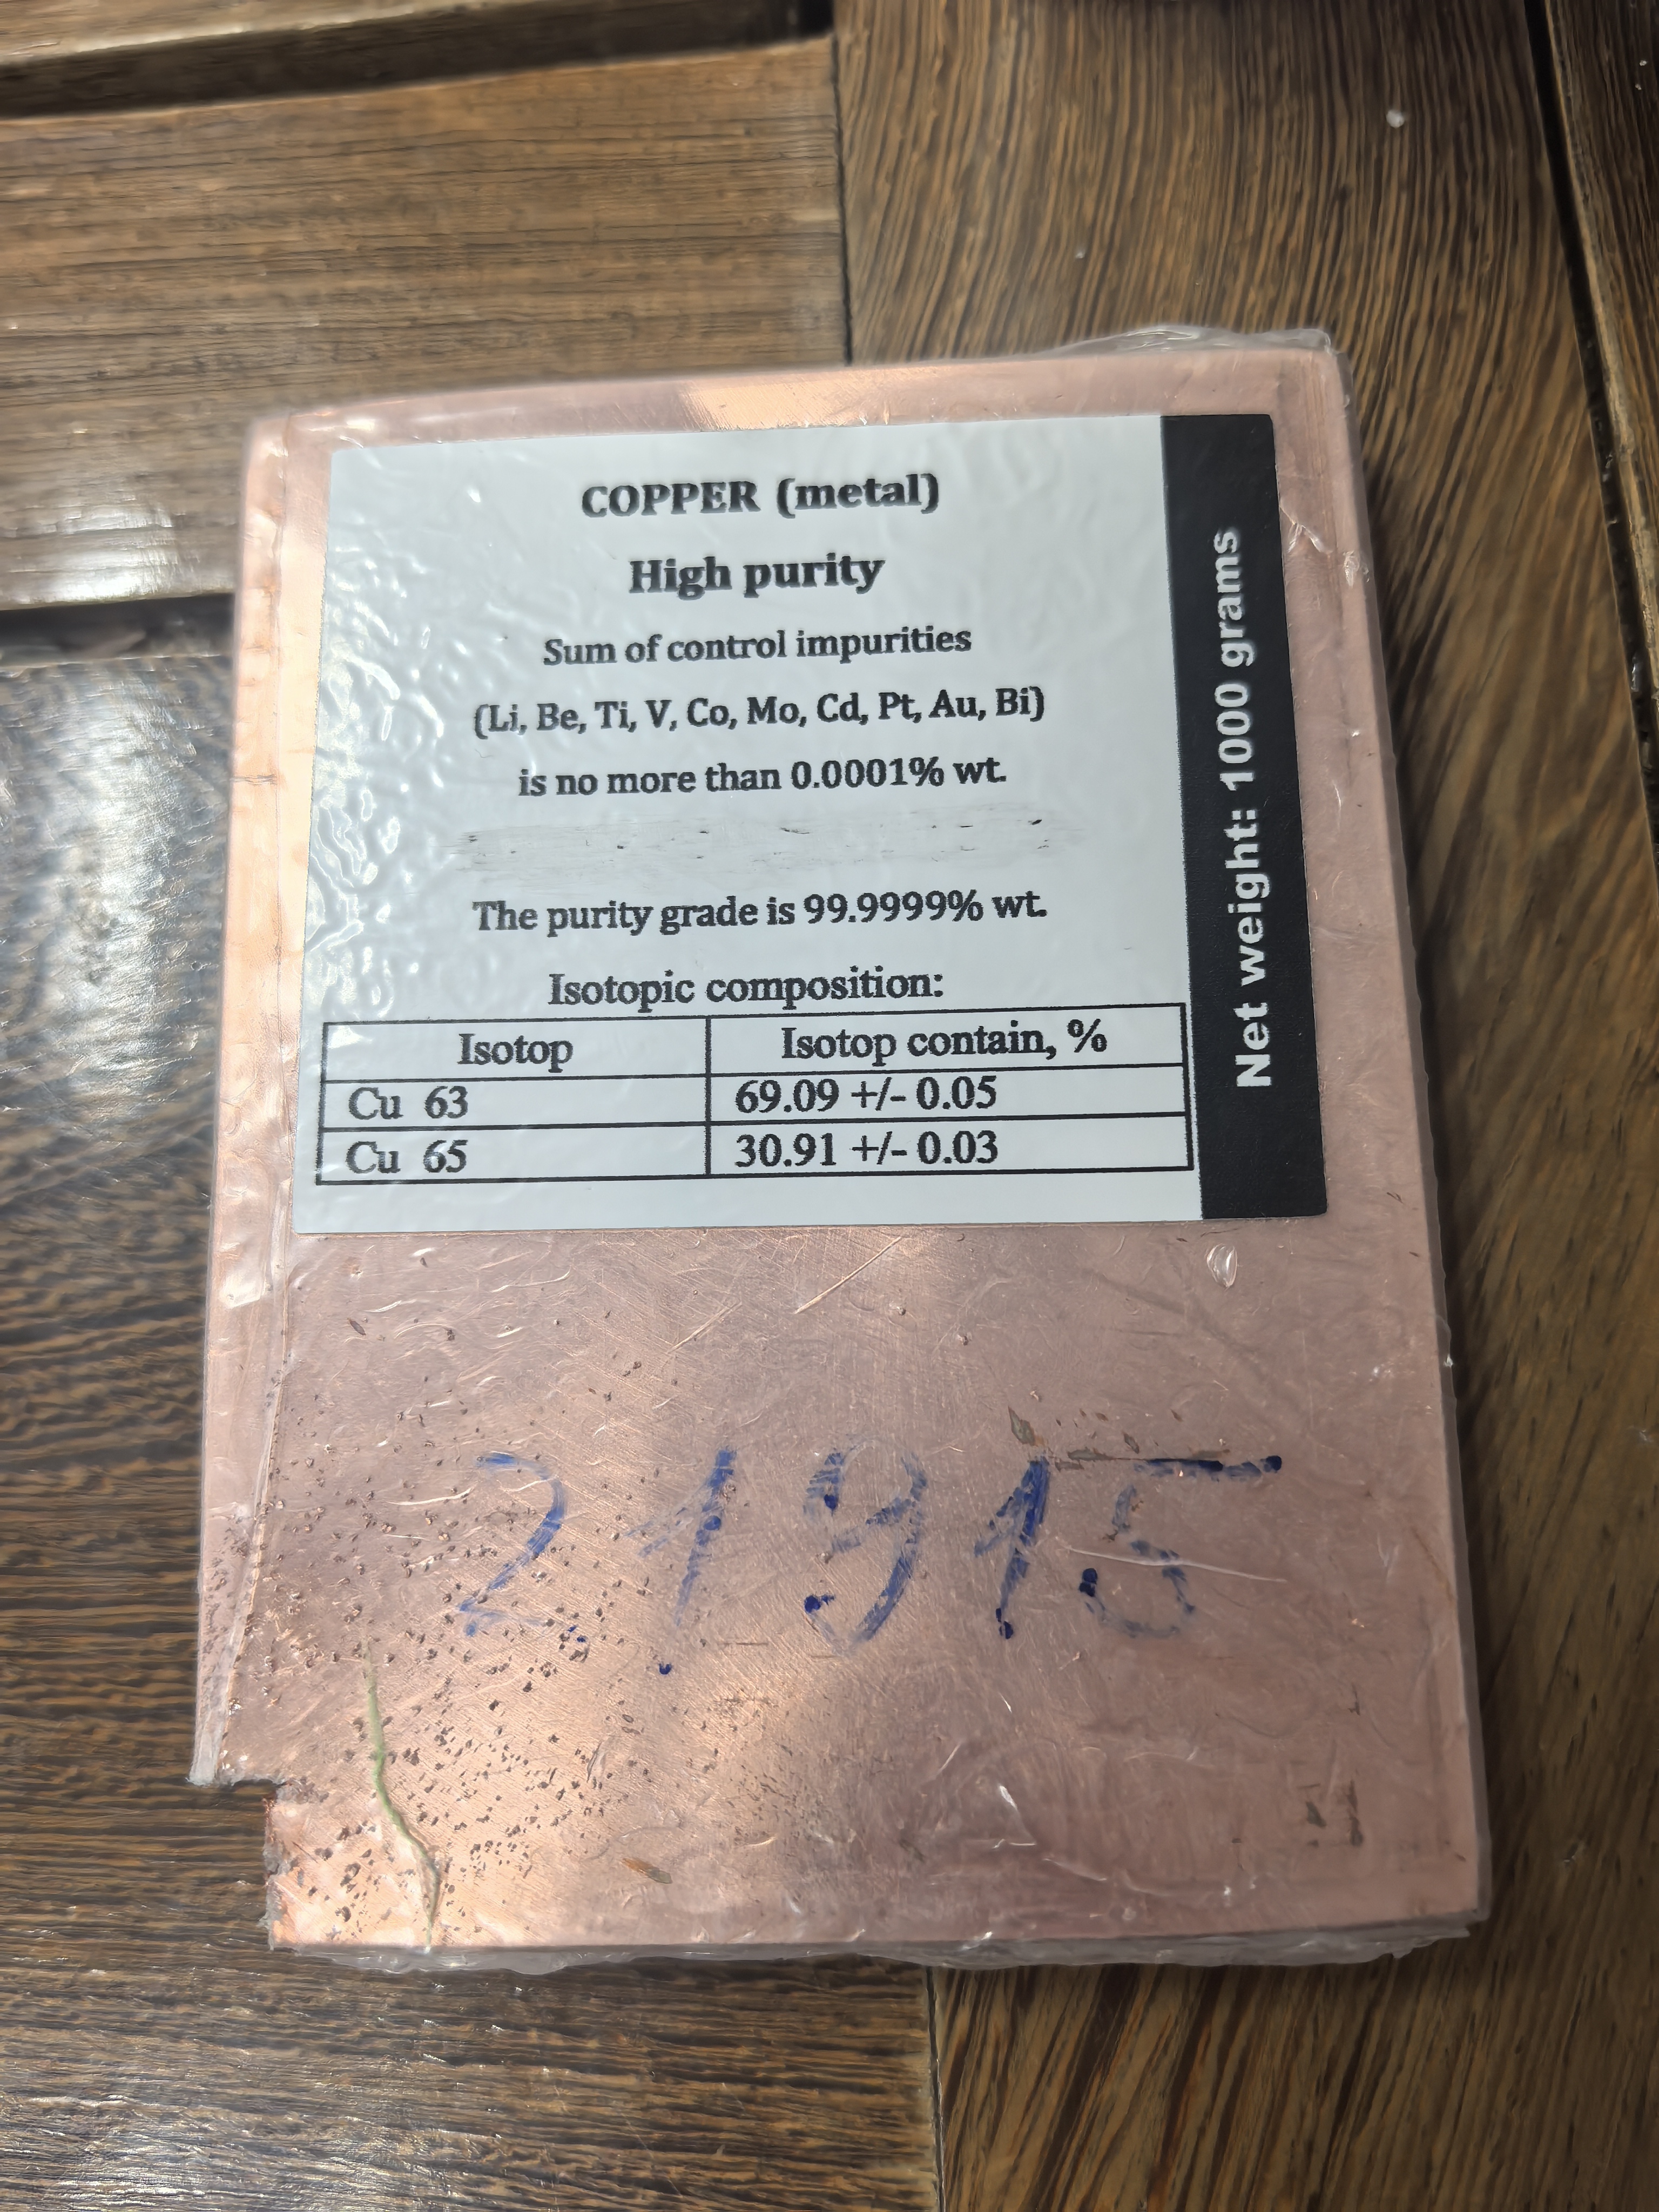 COPPER (metal)
High purity
Sum of control impurities
(Li, Be, Ti, V, Co, Mo, Cd, Pt, Au, Bi)
is no more than 0.0001% wt.
The purity grade is 99.9999% wt.
Isotopic composition:
Isotop Isotop contain, %
Cu 63 69.09 +/- 0.05
Cu 65 30.91 +/- 0.03
Net weight: 1000 grams
21915